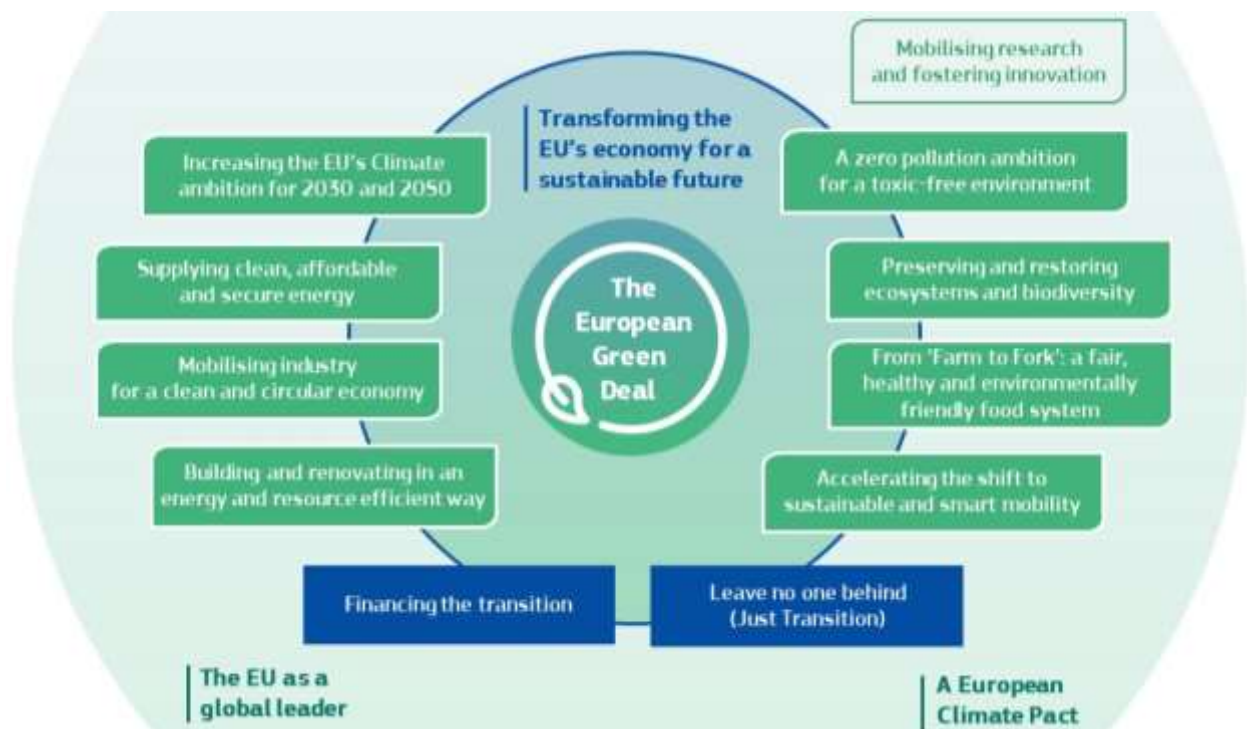 Mobilising research
and fostering innovation
Transforming the
EU's economy for a
sustainable future
Increasing the EU's Climate
ambition for 2030 and 2050
A zero pollution ambition
for a toxic-free environment
Supplying clean, affordable
and secure energy
Preserving and restoring
ecosystems and biodiversity
The
European
Green
Deal
Mobilising industry
for a clean and circular economy
From 'Farm to Fork': a fair,
healthy and environmentally
friendly food system
Building and renovating in an
energy and resource efficient way
Accelerating the shift to
sustainable and smart mobility
Financing the transition
Leave no one behind
(Just Transition)
The EU as a
global leader
A European
Climate Pact